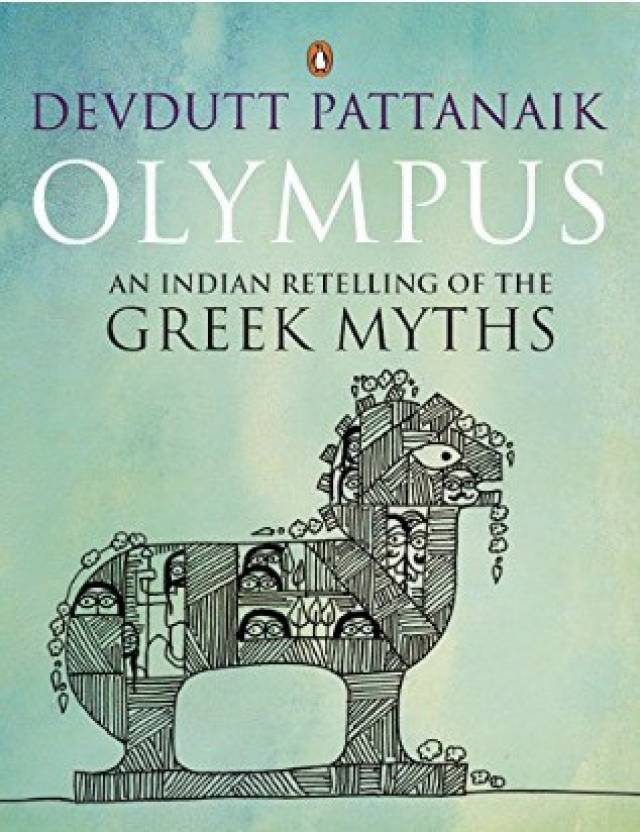 DEVDUTT PATTANAIK
OLYMPUS
AN INDIAN RETELLING OF THE
GREEK MYTHS